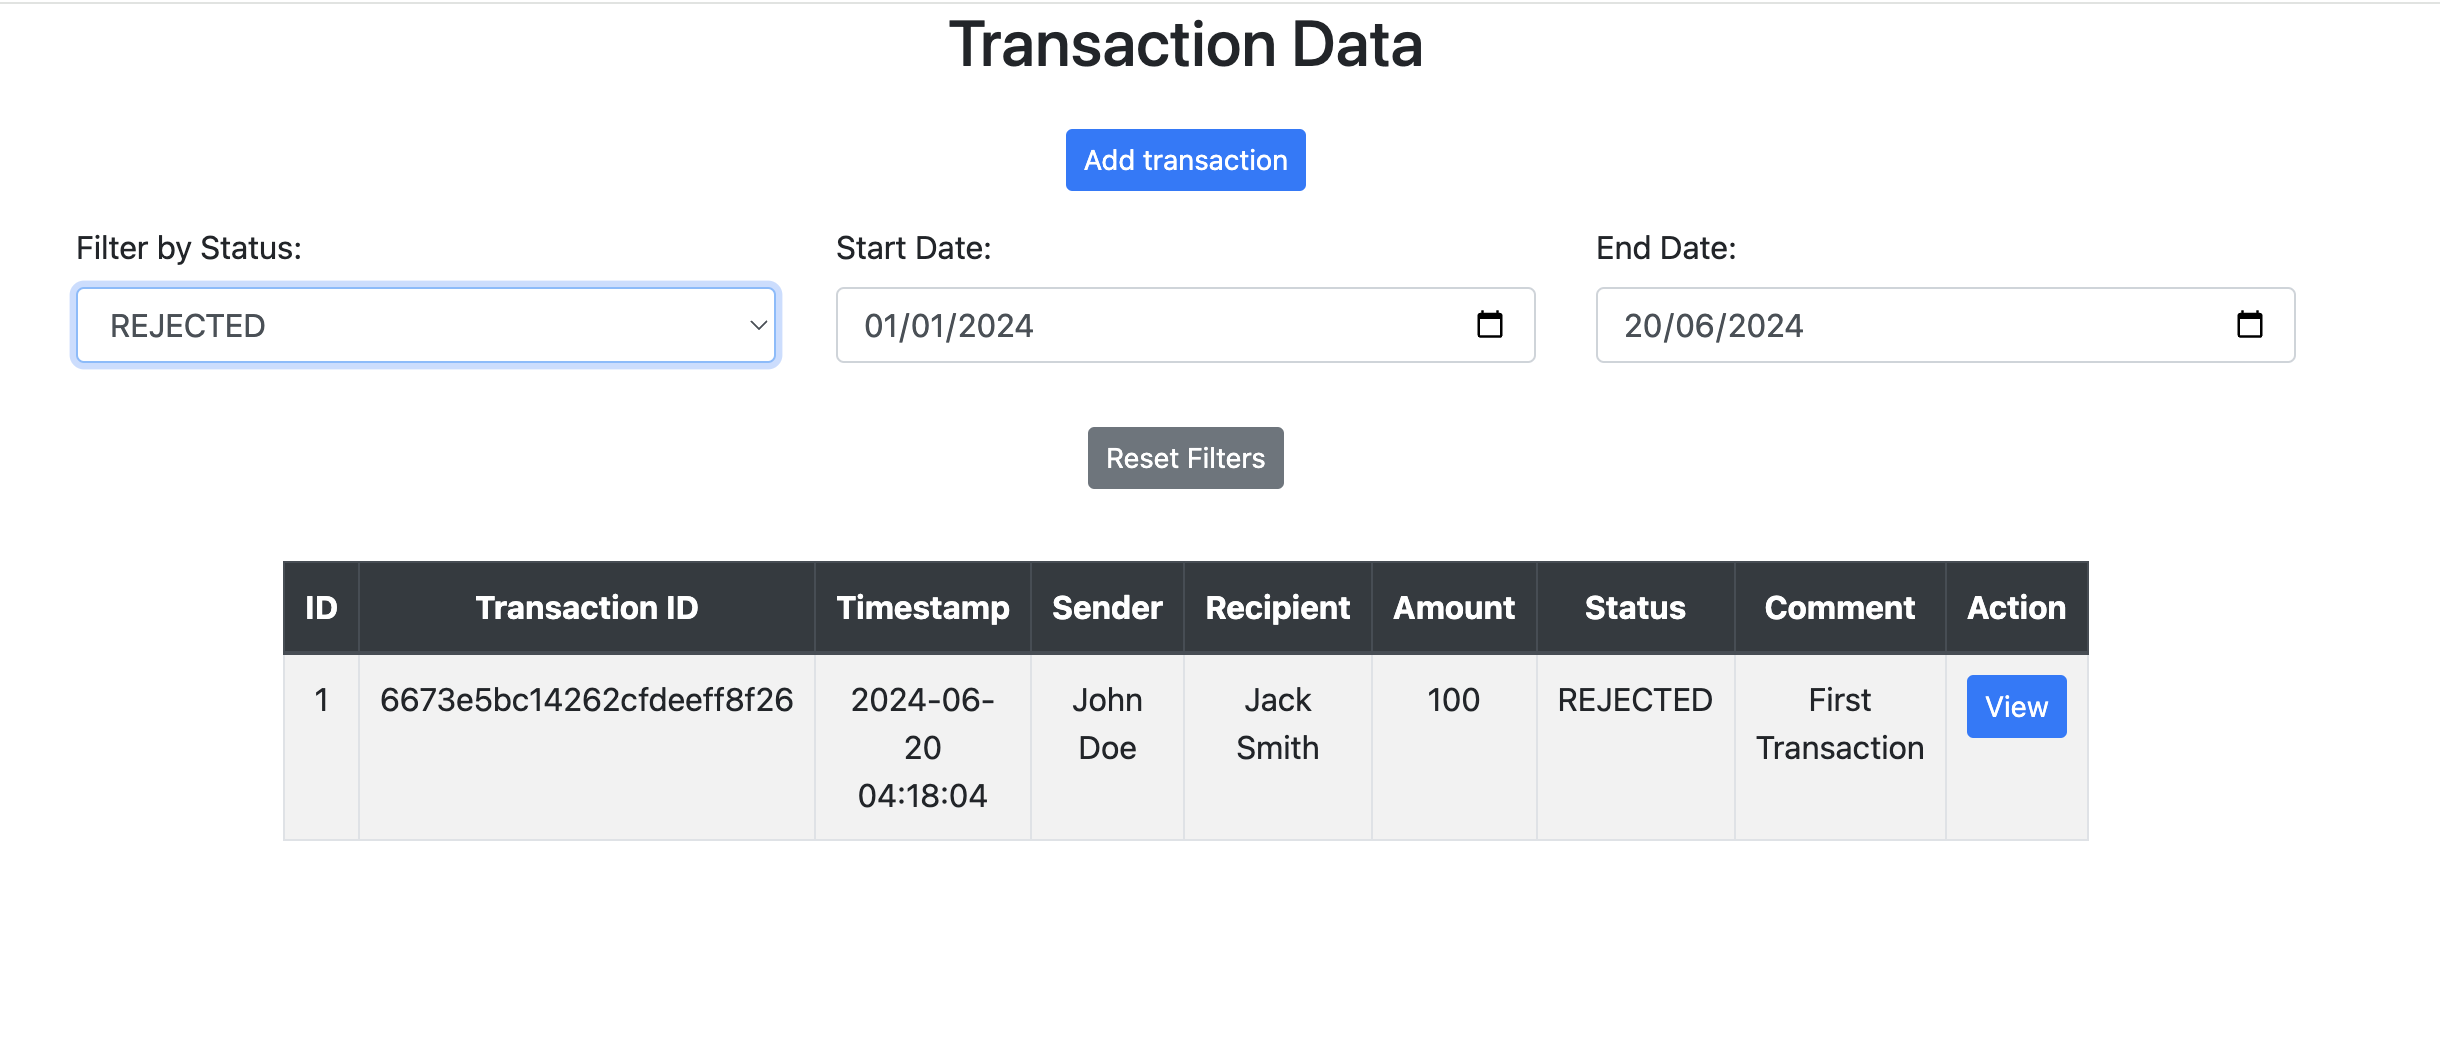 Transaction Data
Add transaction
Filter by Status:
Start Date:
End Date:
REJECTED
01/01/2024
20/06/2024
Reset Filters
ID Transaction ID Timestamp Sender Recipient Amount Status Comment Action
1 6673e5bc14262cfdeeff8f26 2024-06- John Jack 100 REJECTED First View
20 Doe Smith Transaction
04:18:04